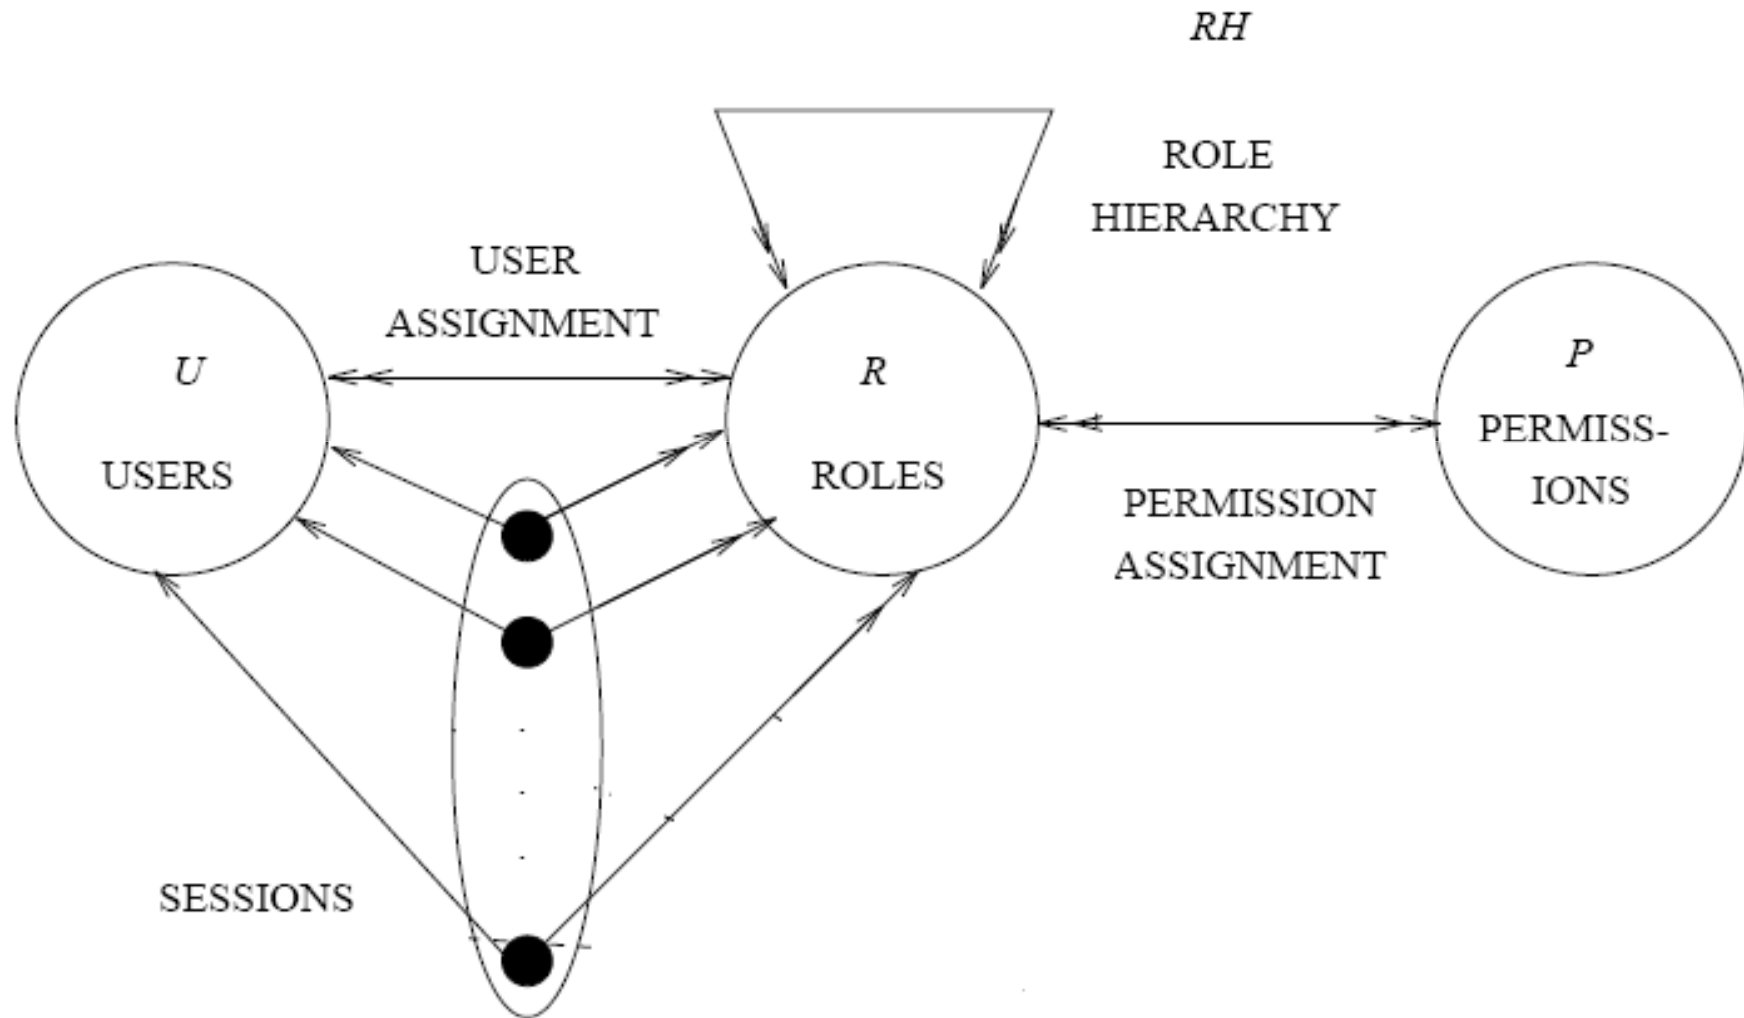 RH
ROLE
HIERARCHY
USER
ASSIGNMENT
U
USERS
R
ROLES
P
PERMISS-
IONS
PERMISSION
ASSIGNMENT
SESSIONS